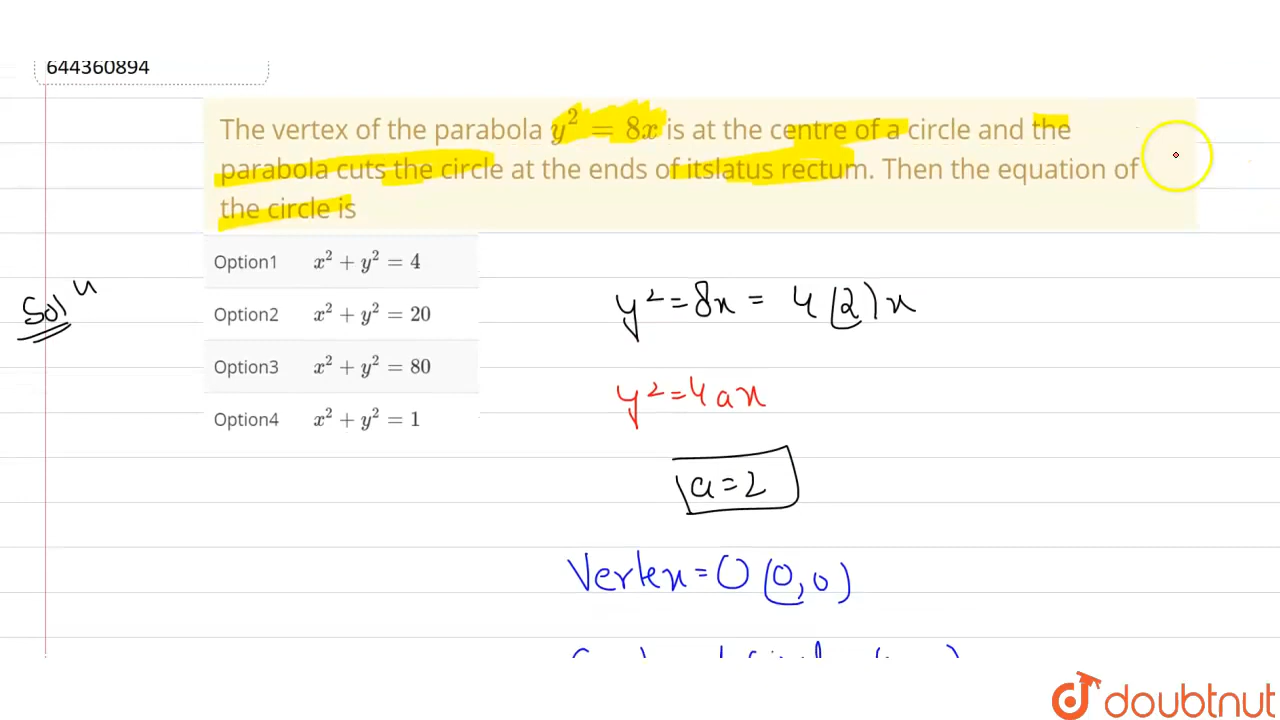 644360894
The vertex of the parabola y² = 8x is at the centre of a circle and the
parabola cuts the circle at the ends of itslatus rectum. Then the equation of
the circle is
Option1 x² + y² = 4
Option2 x² + y² = 20
Option3 x² + y² = 80
Option4 x² + y² = 1
Solⁿ
y² = 8x = 4(2)x
y² = 4ax
a = 2
Vertex = O(0,0)
doubtnut